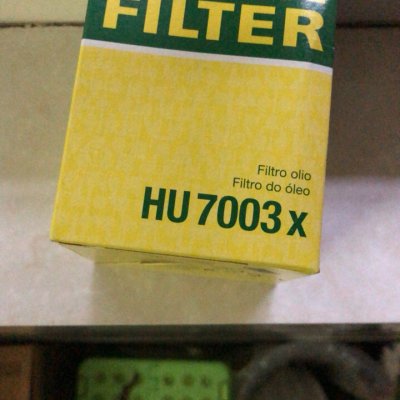 FILTER
Filtro olio
Filtro do óleo
HU 7003 x